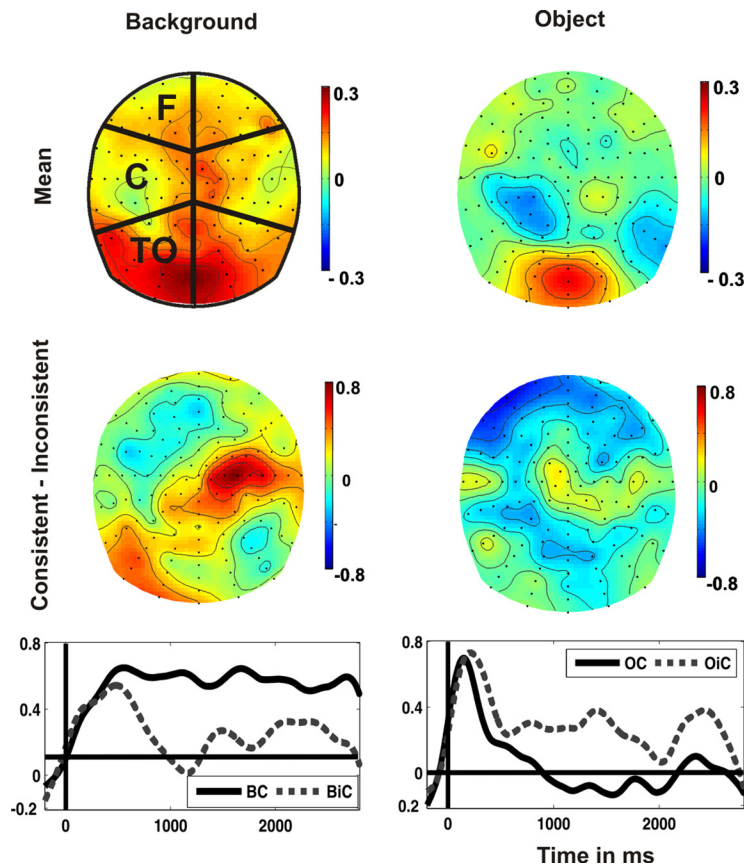 Background
Object
Mean
F
C
TO
0.3
0
- 0.3
0.3
0
- 0.3
Consistent - Inconsistent
0.8
0
-
-0.8
0.8
0
-0.8
0.8
0.4
0
-0.2
0
1000
2000
BC
BiC
0.8
0.4
0
0.2
0
1000
2000
OC
OiC
Time in ms